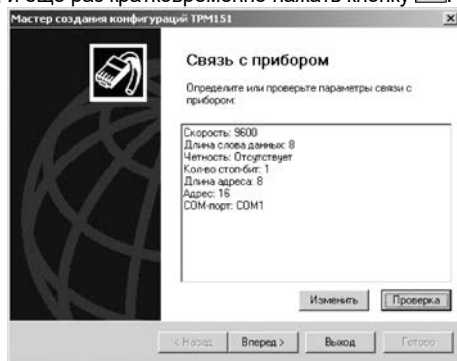 и еще раз кратковременно нажать кнопку
Мастер создания конфигураций ТРМ151
Связь с прибором
Определите или проверьте параметры связи с
прибором:
Скорость: 9600
Длина слова данных: 8
Четность: Отсутствует
Кол-во стоп-бит: 1
Длина адреса: 8
Адрес: 16
COM-порт: COM1
Изменить Проверка
< Назад Вперед > Выход Готово